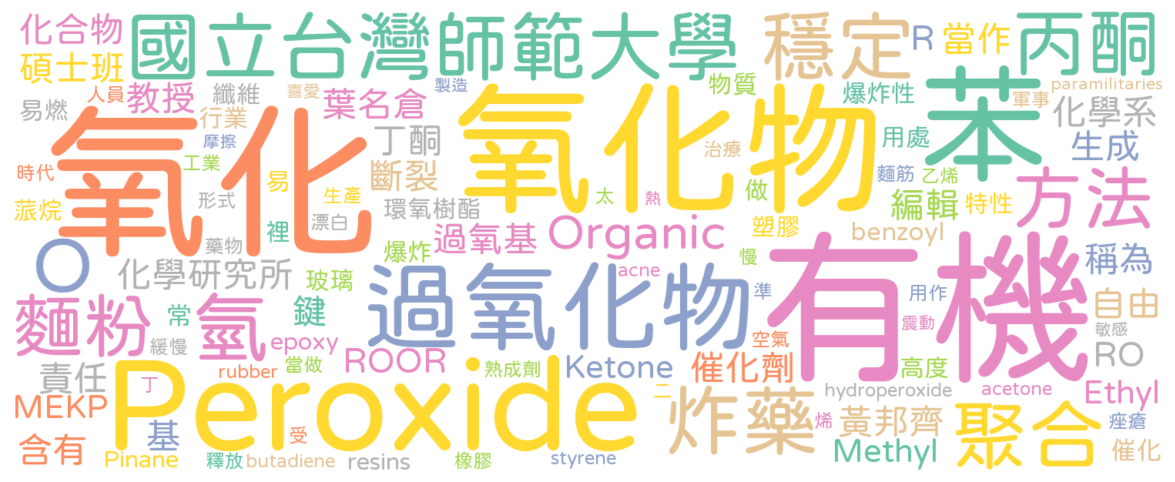 化合物 國立台灣師範大學 穩定 R 當作 丙酮
碩士班 人員 教授 纖維 喜愛 葉名倉 製造 物質 爆炸性 軍事 paramilitaries
易燃 行業 氧化 氧化物 苯 化學系
摩擦 丁酮 治療 用處 生成
時代 工業 易 生產 斷裂 太 熱 做 麵筋 乙烯 方法
蒎烷 形式 漂白 環氧樹酯 塑膠 編輯 特性
O 藥物 裡 爆炸 過氧基 Organic benzoyl 稱為
化學研究所 玻璃 過氧化物 acne 慢 準 有機 用作 自由
麵粉 常 氫 鍵 震動 敏感
緩慢 epoxy 空氣 RO
責任 rubber 當做 ROOR 熟成劑 Ketone 催化劑 高度
MEKP 丁 Peroxide 二 炸藥 hydroperoxide acetone Ethyl
含有 基 受 烯 黃邦齊 聚合 痤瘡
Pinane 釋放 butadiene resins 橡膠 styrene Methyl 催化